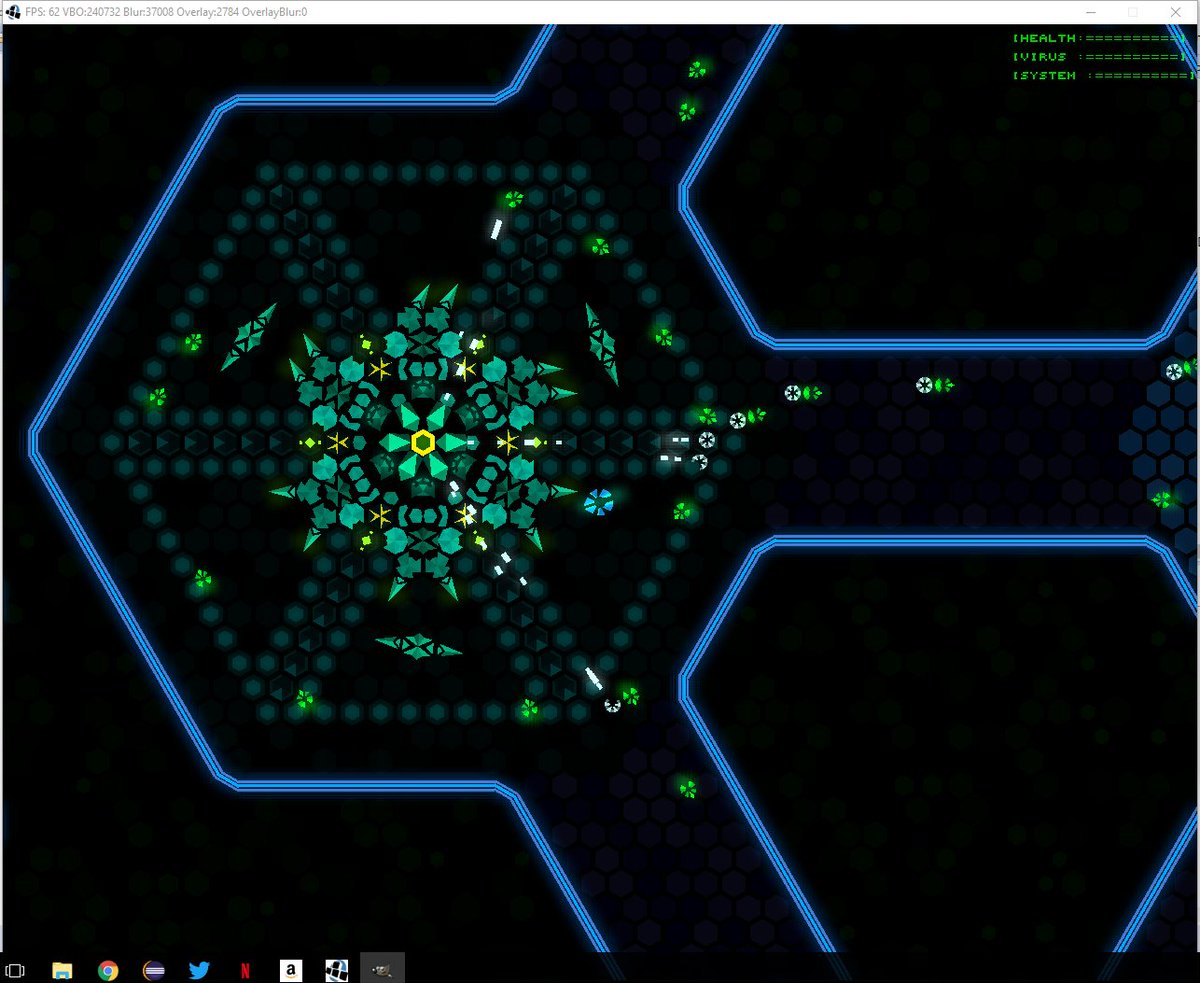 FPS: 62 VBO:240732 Blur:37008 Overlay:2784 OverlayBlur:0
[HEALTH:==========]
[VIRUS :==========]
[SYSTEM :==========]
N
a